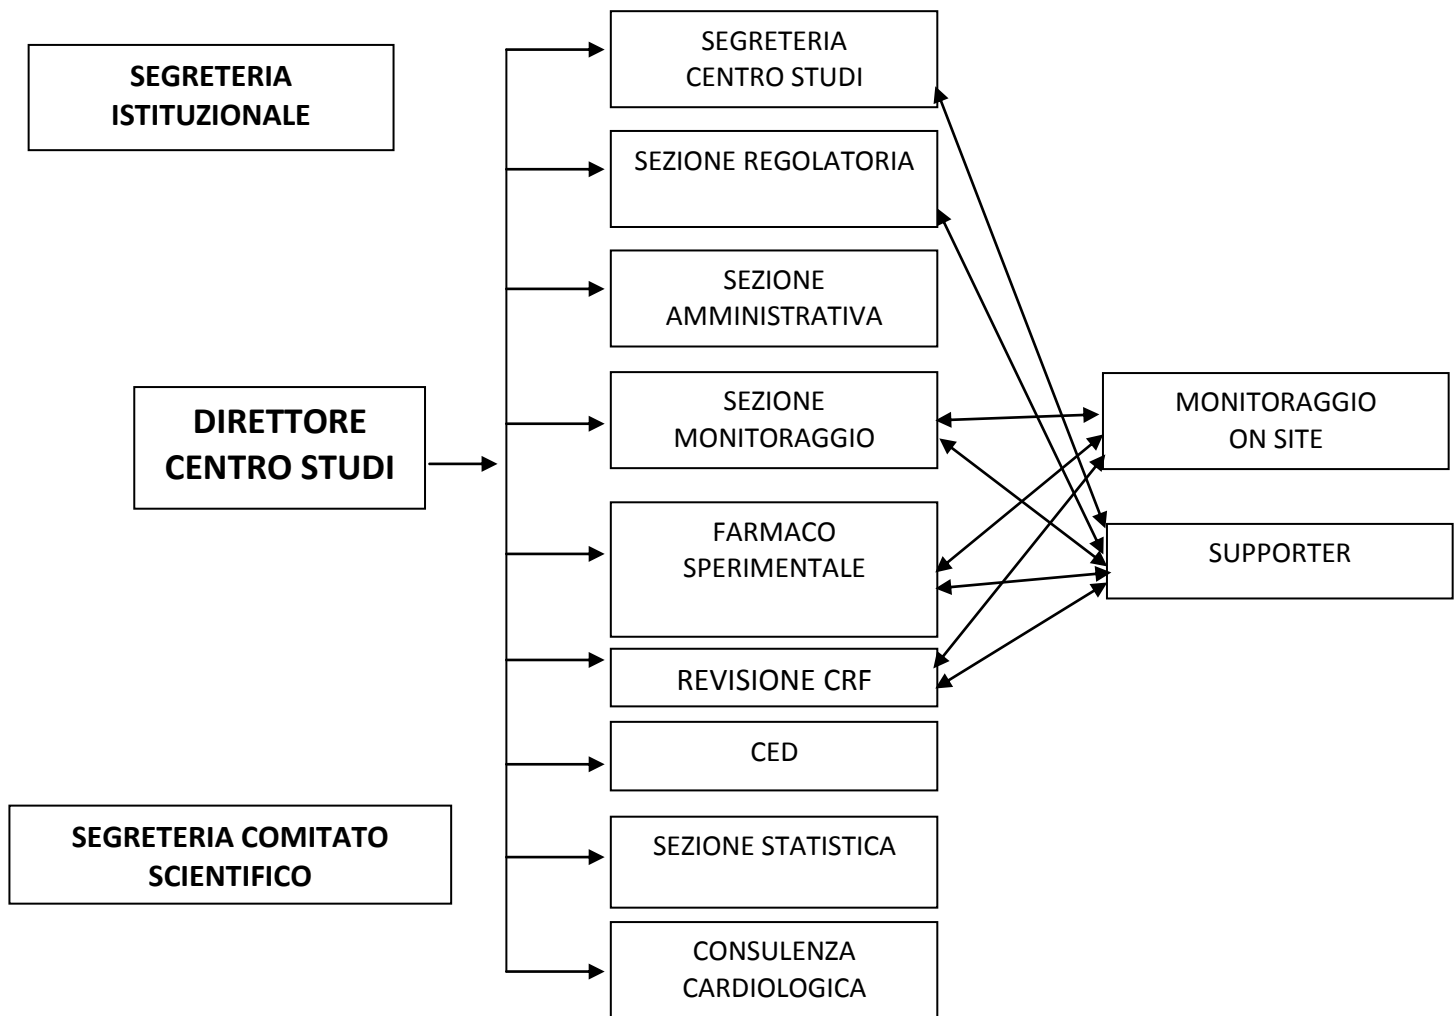 SEGRETERIA
ISTITUZIONALE
DIRETTORE
CENTRO STUDI
SEGRETERIA COMITATO
SCIENTIFICO
SEGRETERIA
CENTRO STUDI
SEZIONE REGOLATORIA
SEZIONE
AMMINISTRATIVA
SEZIONE
MONITORAGGIO
FARMACO
SPERIMENTALE
REVISIONE CRF
CED
SEZIONE STATISTICA
CONSULENZA
CARDIOLOGICA
MONITORAGGIO
ON SITE
SUPPORTER